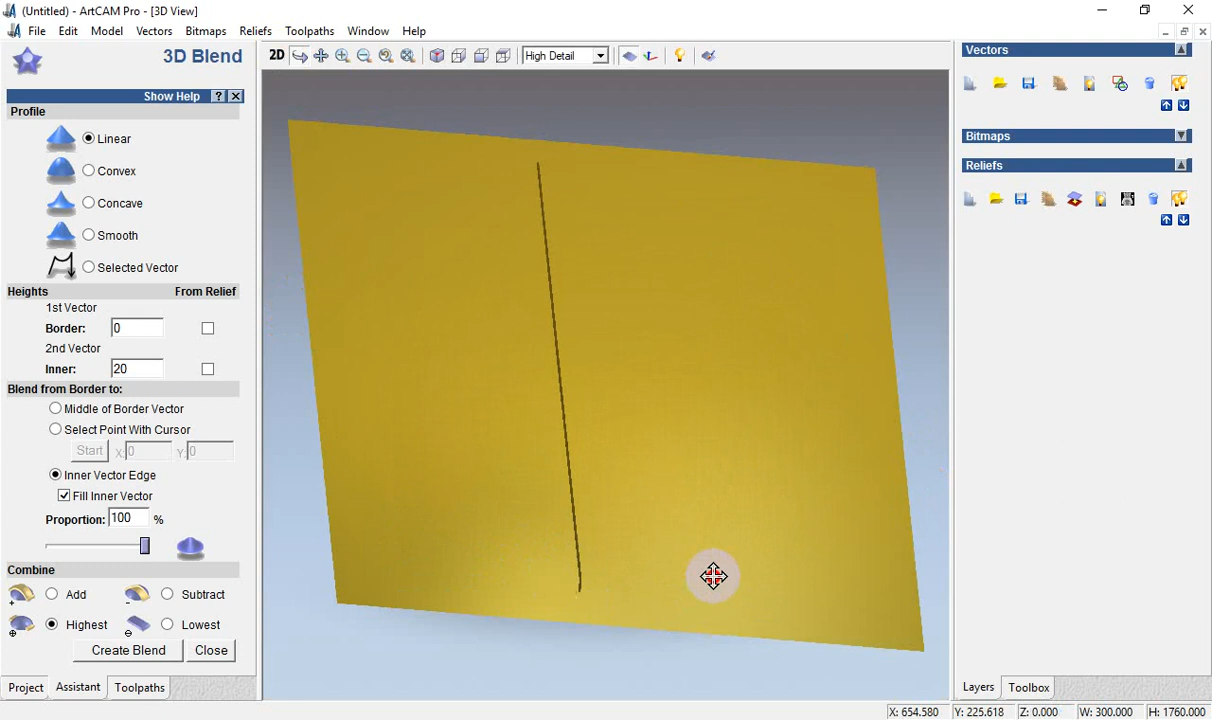 (Untitled) - ArtCAM Pro - [3D View]
File Edit Model Vectors Bitmaps Reliefs Toolpaths Window Help
3D Blend
2D High Detail
Show Help ? ×
Profile
Linear
Convex
Concave
Smooth
Selected Vector
Heights From Relief
1st Vector
Border: 0
2nd Vector
Inner: 20
Blend from Border to:
Middle of Border Vector
Select Point With Cursor
Start X: 0 Y: 0
Inner Vector Edge
Fill Inner Vector
Proportion: 100 %
Combine
Add Subtract
Highest Lowest
Create Blend Close
Project Assistant Toolpaths
Vectors
Bitmaps
Reliefs
Layers Toolbox
X: 654.580 Y: 225.618 Z: 0.000 W: 300.000 H: 1760.000